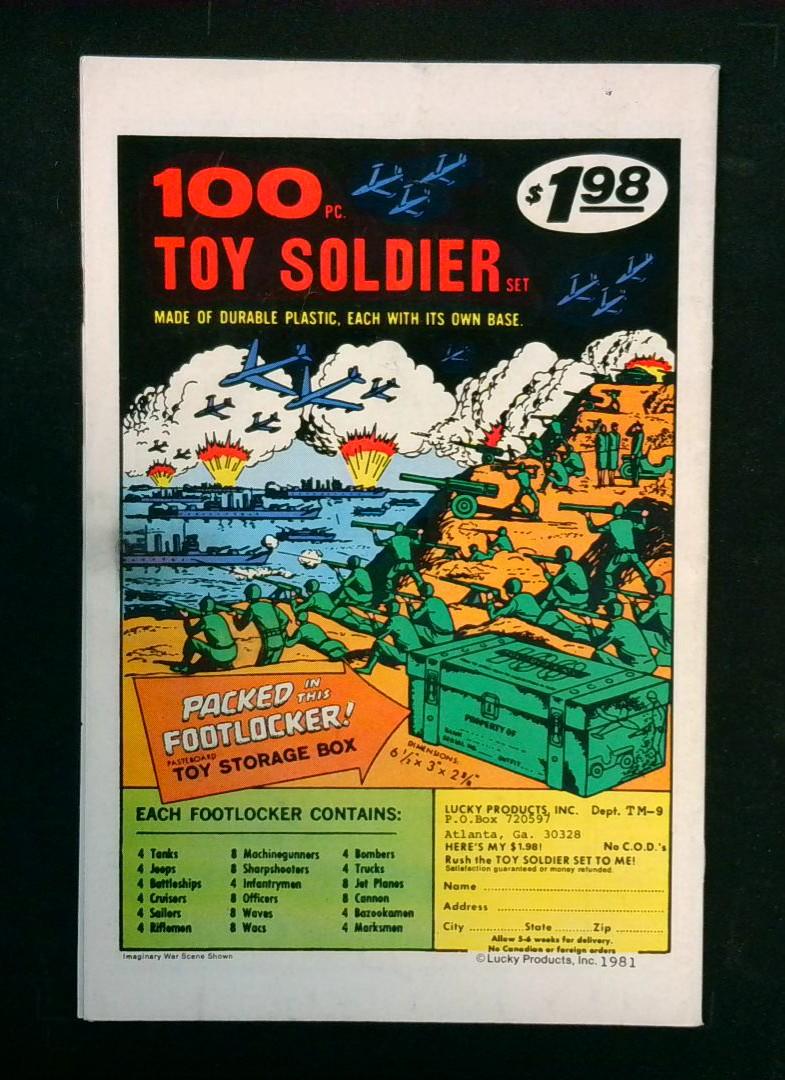 100 PC.
$1.98
TOY SOLDIER SET
MADE OF DURABLE PLASTIC, EACH WITH ITS OWN BASE.
PACKED IN THIS
FOOTLOCKER!
PASTEBOARD
TOY STORAGE BOX
DIMENSIONS:
6 1/2" x 3" x 2 3/8"
PROPERTY OF
NAME
SERIAL NO. OUTFIT
EACH FOOTLOCKER CONTAINS:
4 Tanks 8 Machinegunners 4 Bombers
4 Jeeps 8 Sharpshooters 4 Trucks
4 Battleships 4 Infantrymen 8 Jet Planes
4 Cruisers 8 Officers 8 Cannon
4 Sailors 8 Waves 4 Bazookamen
4 Riflemen 8 Wacs 4 Marksmen
Imaginary War Scene Shown
LUCKY PRODUCTS, INC. Dept. TM-9
P.O.Box 720597
Atlanta, Ga. 30328
HERE'S MY $1.98! No C.O.D.'s
Rush the TOY SOLDIER SET TO ME!
Satisfaction guaranteed or money refunded.
Name
Address
City State Zip
Allow 5-6 weeks for delivery.
No Canadian or foreign orders
©Lucky Products, Inc. 1981